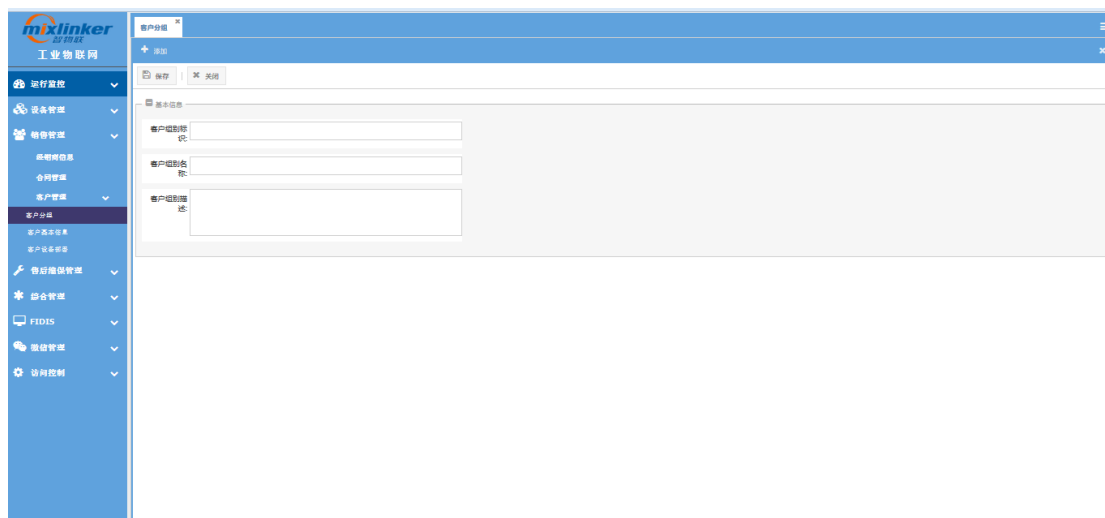 mixlinker
智物联
工业物联网
运行监控
设备管理
销售管理
经销商信息
合同管理
客户管理
客户分组
客户基本信息
客户设备部署
售后维保管理
综合管理
FIDIS
微信管理
访问控制
客户分组
添加
保存
关闭
基本信息
客户组别标
识:
客户组别名
称:
客户组别描
述: